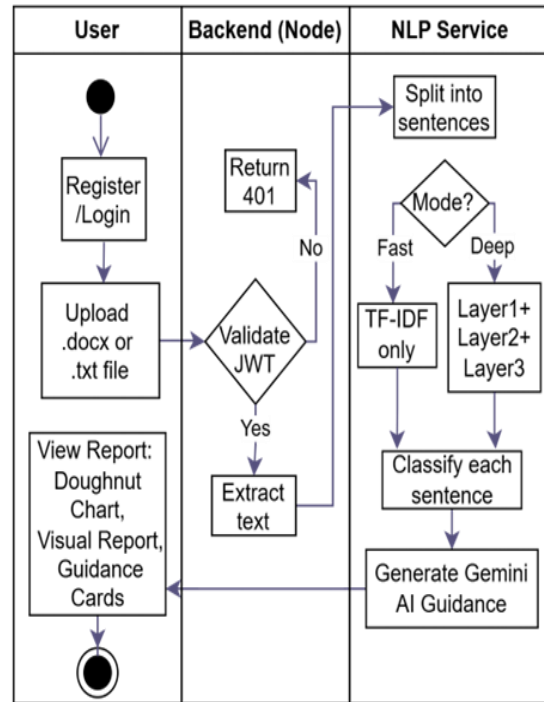 User
Backend (Node)
NLP Service
Register
/Login
Upload
.docx or
.txt file
Validate
JWT
No
Return
401
Yes
Extract
text
Split into
sentences
Mode?
Fast
Deep
TF-IDF
only
Layer1+
Layer2+
Layer3
Classify each
sentence
Generate Gemini
AI Guidance
View Report:
Doughnut
Chart,
Visual Report,
Guidance
Cards